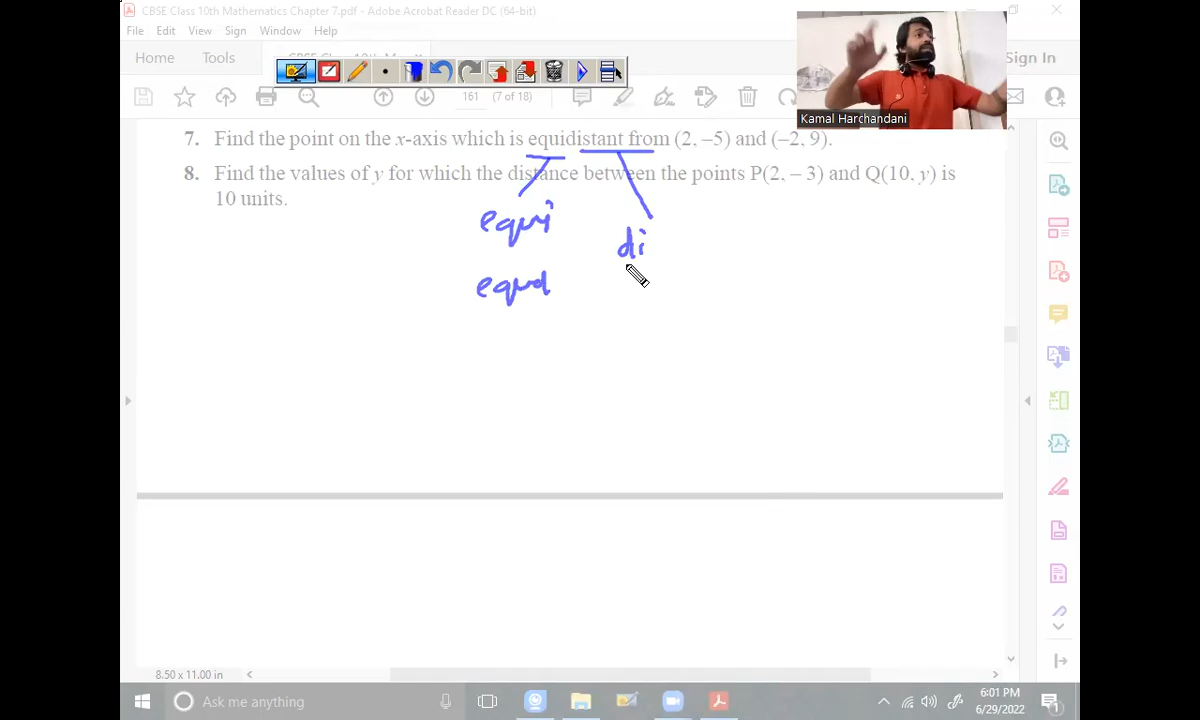 CBSE Class 10th Mathematics Chapter 7.pdf - Adobe Acrobat Reader DC (64-bit)
File Edit View Sign Window Help
Home Tools Sign In
161 (7 of 18)
Kamal Harchandani
7. Find the point on the x-axis which is equidistant from (2, –5) and (–2, 9).
8. Find the values of y for which the distance between the points P(2, – 3) and Q(10, y) is
10 units.
equi
di
equal
8.50 x 11.00 in
Ask me anything
6:01 PM
6/29/2022
1